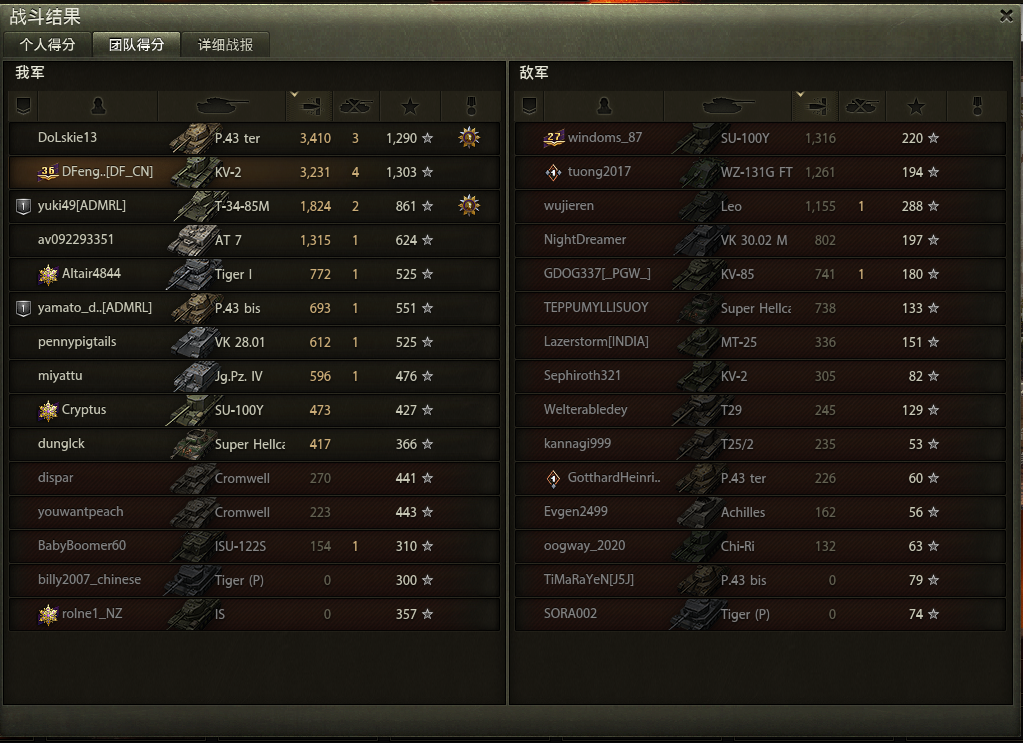 战斗结果
个人得分 团队得分 详细战报
我军
DoLskie13 P.43 ter 3,410 3 1,290
36 DFeng..[DF_CN] KV-2 3,231 4 1,303
1 yuki49[ADMRL] T-34-85M 1,824 2 861
av092293351 AT 7 1,315 1 624
Altair4844 Tiger I 772 1 525
1 yamato_d..[ADMRL] P.43 bis 693 1 551
pennypigtails VK 28.01 612 1 525
miyattu Jg.Pz. IV 596 1 476
Cryptus SU-100Y 473 427
dunglck Super Hellca 417 366
dispar Cromwell 270 441
youwantpeach Cromwell 223 443
BabyBoomer60 ISU-122S 154 1 310
billy2007_chinese Tiger (P) 0 300
rolne1_NZ IS 0 357
敌军
27 windoms_87 SU-100Y 1,316 220
1 tuong2017 WZ-131G FT 1,261 194
wujieren Leo 1,155 1 288
NightDreamer VK 30.02 M 802 197
GDOG337[_PGW_] KV-85 741 1 180
TEPPUMYLLISUOY Super Hellca 738 133
Lazerstorm[INDIA] MT-25 336 151
Sephiroth321 KV-2 305 82
Welterabledey T29 245 129
kannagi999 T25/2 235 53
1 GotthardHeinri.. P.43 ter 226 60
Evgen2499 Achilles 162 56
oogway_2020 Chi-Ri 132 63
TiMaRaYeN[J5J] P.43 bis 0 79
SORA002 Tiger (P) 0 74